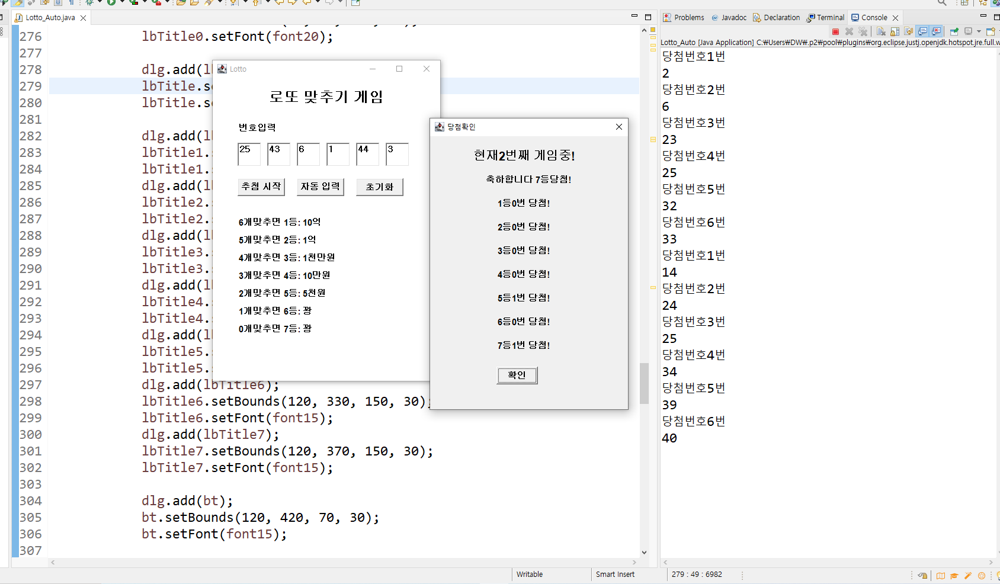 Lotto_Auto.java
276 lbTitle0.setFont(font20);
277
278 dlg.add(l
279 lbTitle.s
280 lbTitle.s
281
282 dlg.add(l
283 lbTitle1.
284 lbTitle1.
285 dlg.add(l
286 lbTitle2.
287 lbTitle2.
288 dlg.add(l
289 lbTitle3.
290 lbTitle3.
291 dlg.add(l
292 lbTitle4.
293 lbTitle4.
294 dlg.add(l
295 lbTitle5.
296 lbTitle5.
297 dlg.add(lbTitle6);
298 lbTitle6.setBounds(120, 330, 150, 30);
299 lbTitle6.setFont(font15);
300 dlg.add(lbTitle7);
301 lbTitle7.setBounds(120, 370, 150, 30);
302 lbTitle7.setFont(font15);
303
304 dlg.add(bt);
305 bt.setBounds(120, 420, 70, 30);
306 bt.setFont(font15);
307
Lotto
로또 맞추기 게임
번호입력
25 43 6 1 44 3
추첨 시작 자동 입력 초기화
6개맞추면 1등: 10억
5개맞추면 2등: 1억
4개맞추면 3등: 1천만원
3개맞추면 4등: 10만원
2개맞추면 5등: 5천원
1개맞추면 6등: 꽝
0개맞추면 7등: 꽝
당첨확인
현재2번째 게임중!
축하합니다 7등당첨!
1등0번 당첨!
2등0번 당첨!
3등0번 당첨!
4등0번 당첨!
5등1번 당첨!
6등0번 당첨!
7등1번 당첨!
확인
Problems @ Javadoc Declaration Terminal Console
Lotto_Auto [Java Application] C:₩Users₩DW₩.p2₩pool₩plugins₩org.eclipse.justj.openjdk.hotspot.jre.full.w
당첨번호1번
2
당첨번호2번
6
당첨번호3번
23
당첨번호4번
25
당첨번호5번
32
당첨번호6번
33
당첨번호1번
14
당첨번호2번
24
당첨번호3번
25
당첨번호4번
34
당첨번호5번
39
당첨번호6번
40
Writable Smart Insert 279 : 49 : 6982